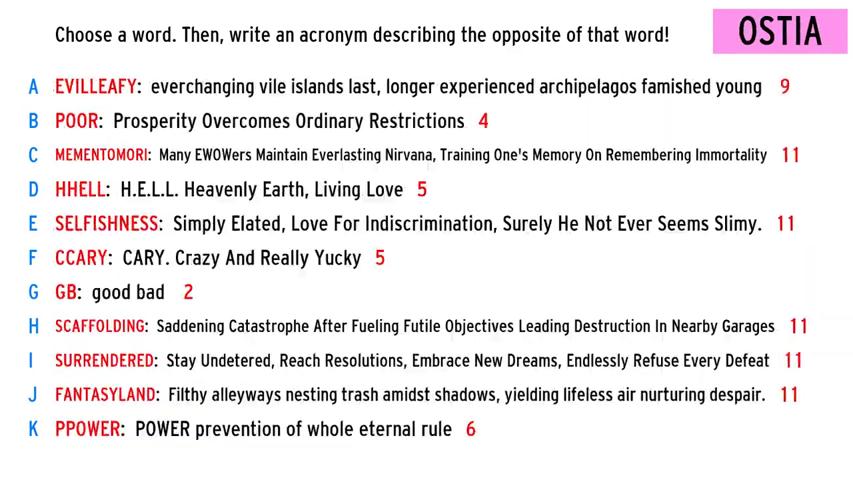 Choose a word. Then, write an acronym describing the opposite of that word!
OSTIA
A EVILLEAFY: everchanging vile islands last, longer experienced archipelagos famished young 9
B POOR: Prosperity Overcomes Ordinary Restrictions 4
C MEMENTOMORI: Many EWOWers Maintain Everlasting Nirvana, Training One's Memory On Remembering Immortality 11
D HHELL: H.E.L.L. Heavenly Earth, Living Love 5
E SELFISHNESS: Simply Elated, Love For Indiscrimination, Surely He Not Ever Seems Slimy. 11
F CCARY: CARY. Crazy And Really Yucky 5
G GB: good bad 2
H SCAFFOLDING: Saddening Catastrophe After Fueling Futile Objectives Leading Destruction In Nearby Garages 11
I SURRENDERED: Stay Undetered, Reach Resolutions, Embrace New Dreams, Endlessly Refuse Every Defeat 11
J FANTASYLAND: Filthy alleyways nesting trash amidst shadows, yielding lifeless air nurturing despair. 11
K PPOWER: POWER prevention of whole eternal rule 6